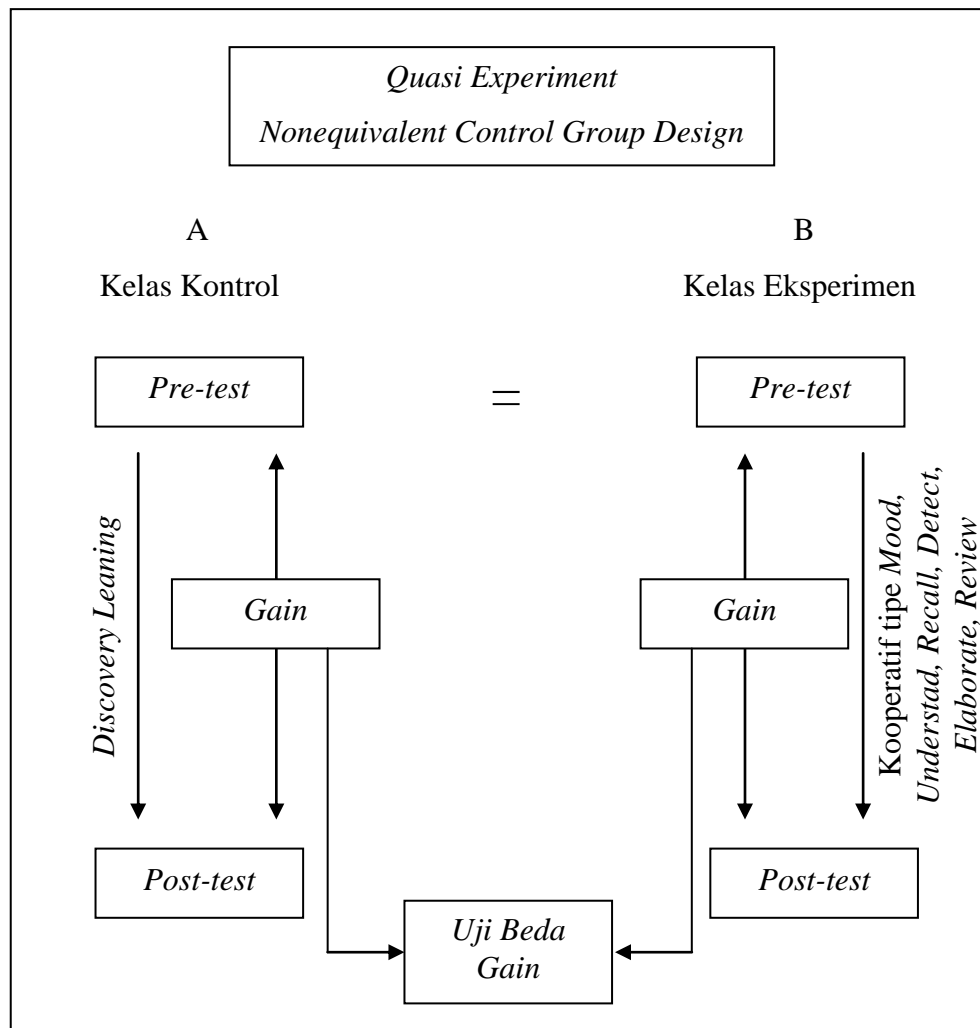 Quasi Experiment
Nonequivalent Control Group Design
A
Kelas Kontrol
B
Kelas Eksperimen
Pre-test
=
Pre-test
Discovery Leaning
Gain
Gain
Kooperatif tipe Mood,
Understad, Recall, Detect,
Elaborate, Review
Post-test
Post-test
Uji Beda
Gain